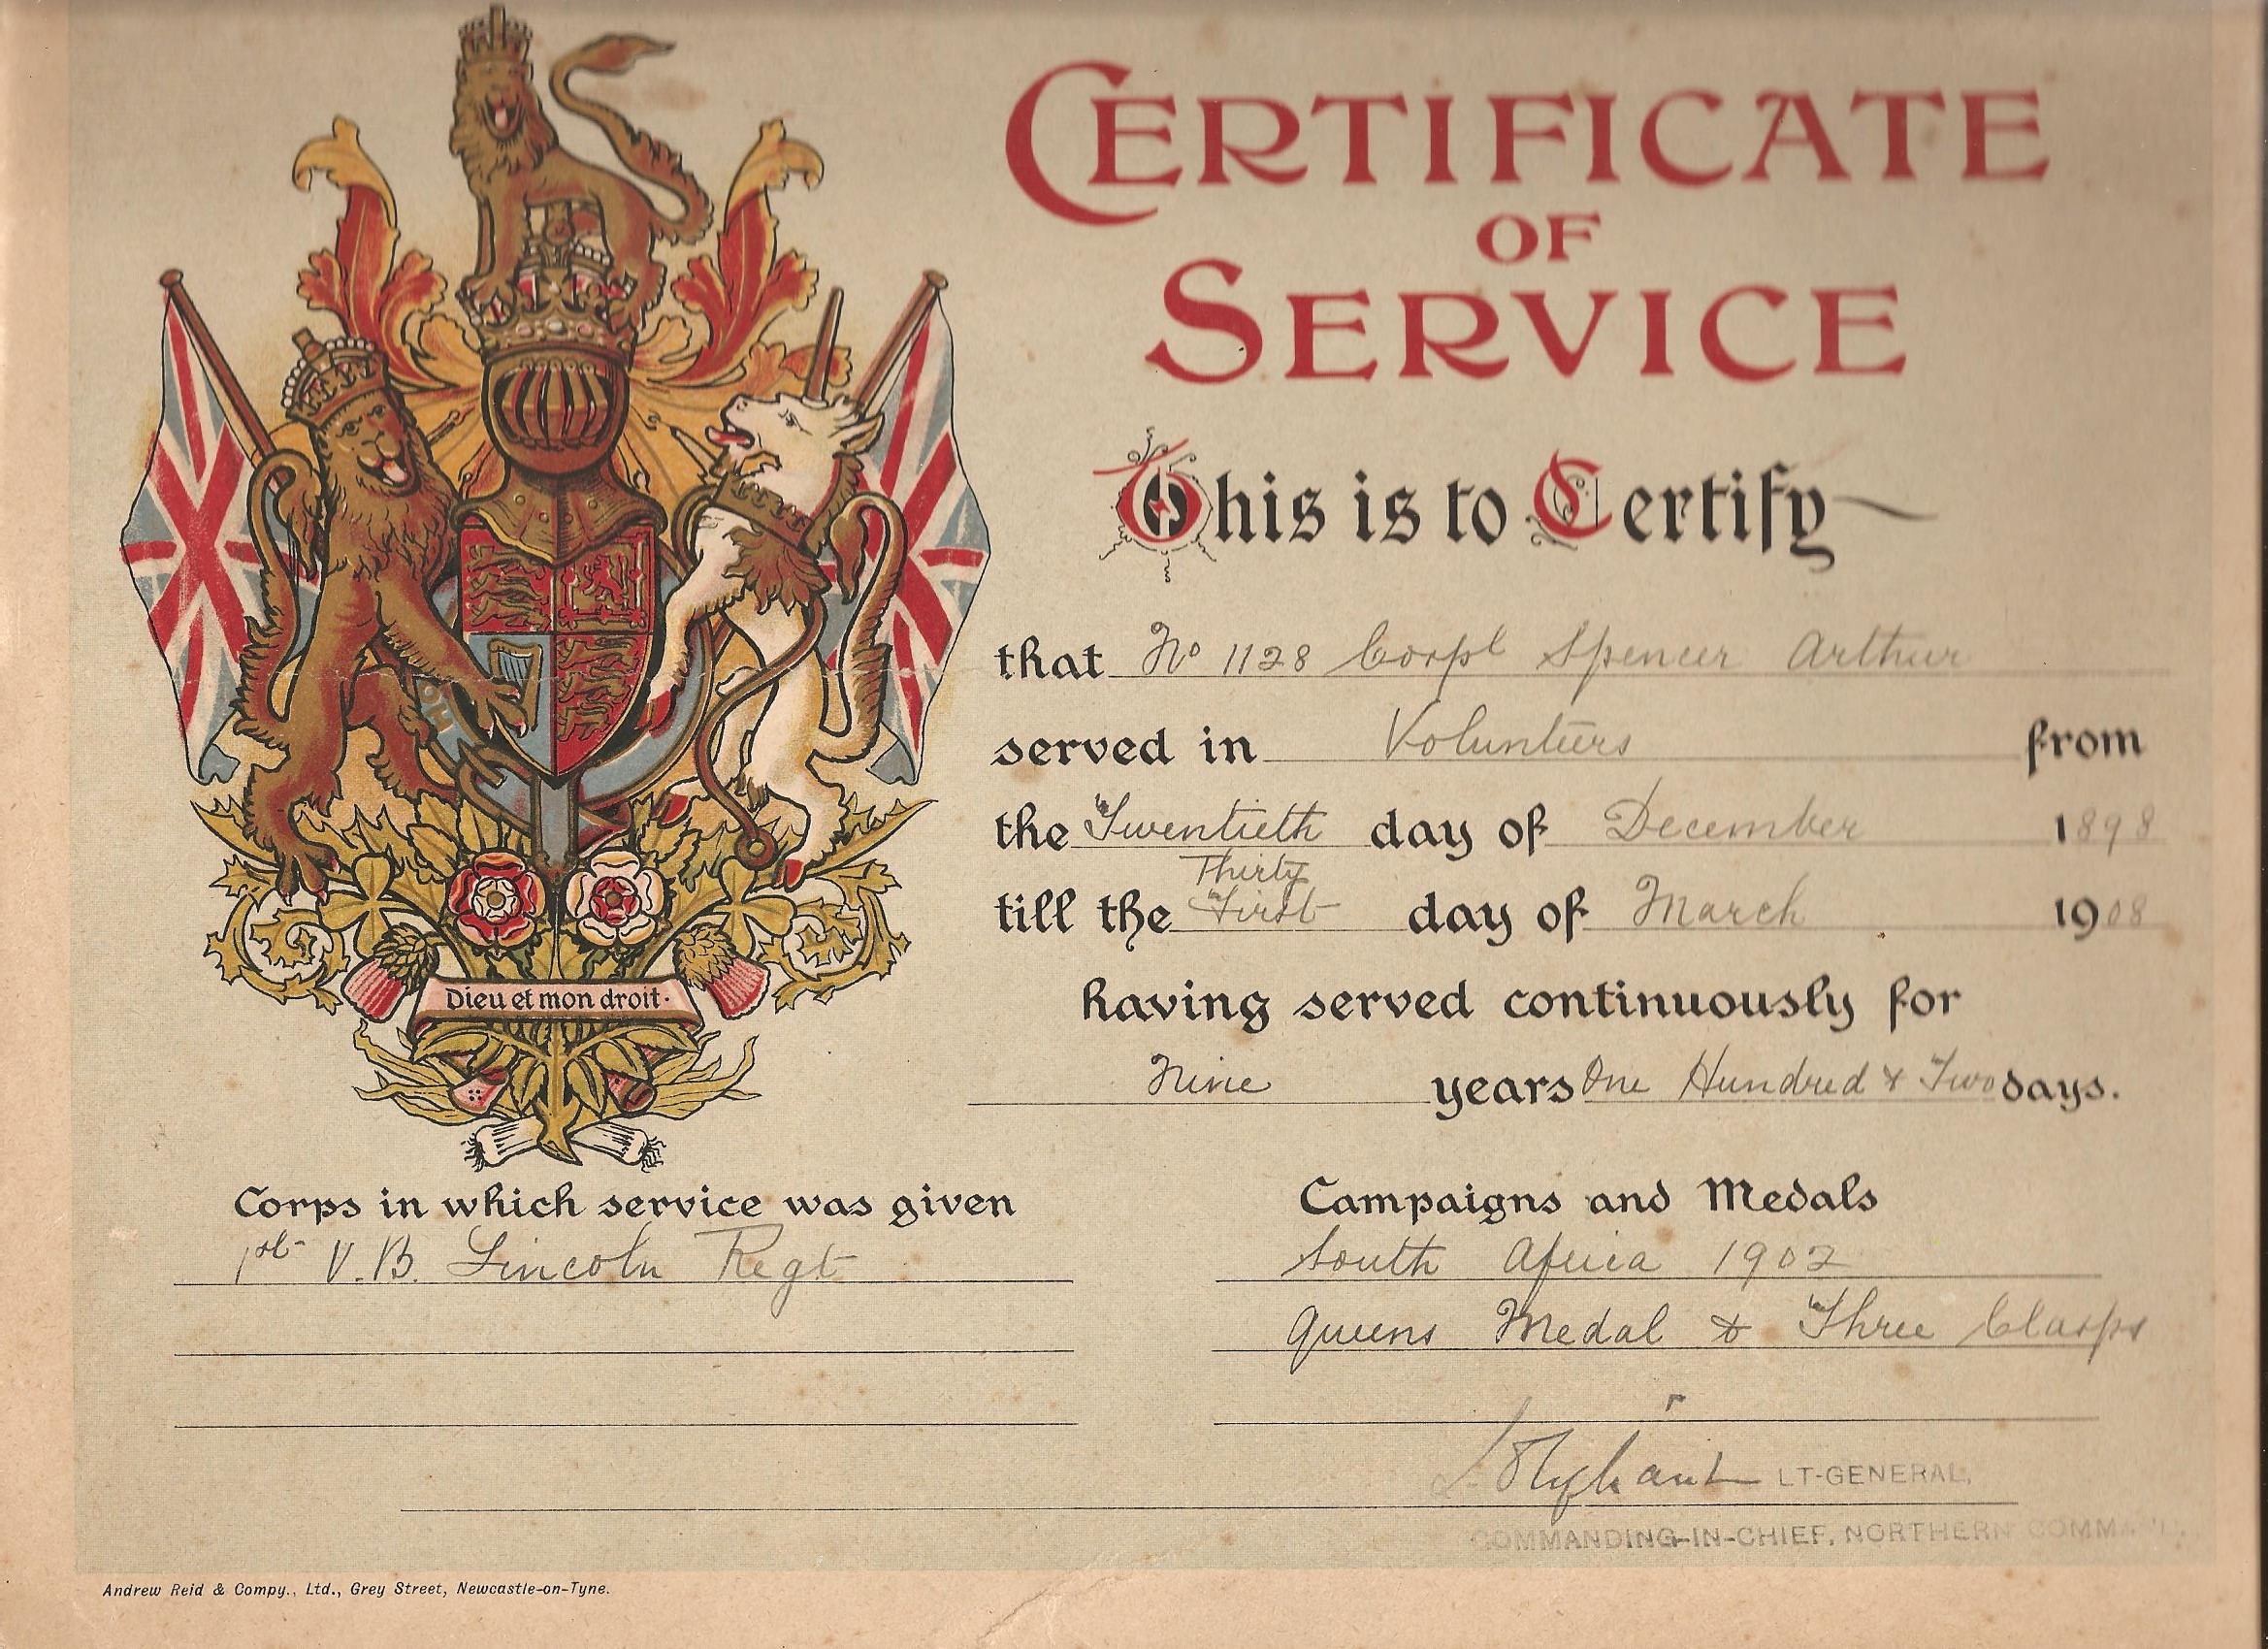 CERTIFICATE
OF
SERVICE
This is to Certify
that No 1128 Corpl Spencer Arthur
served in Volunteers from
the Twentieth day of December 1898
Thirty
till the First day of March 1908
having served continuously for
Nine years One Hundred & Two days.
Dieu et mon droit.
Corps in which service was given
1st V.B. Lincoln Regt
Campaigns and Medals
South Africa 1902
Queens Medal & Three Clasps
L Oliphant LT-GENERAL,
COMMANDING-IN-CHIEF, NORTHERN COMMAND.
Andrew Reid & Compy., Ltd., Grey Street, Newcastle-on-Tyne.